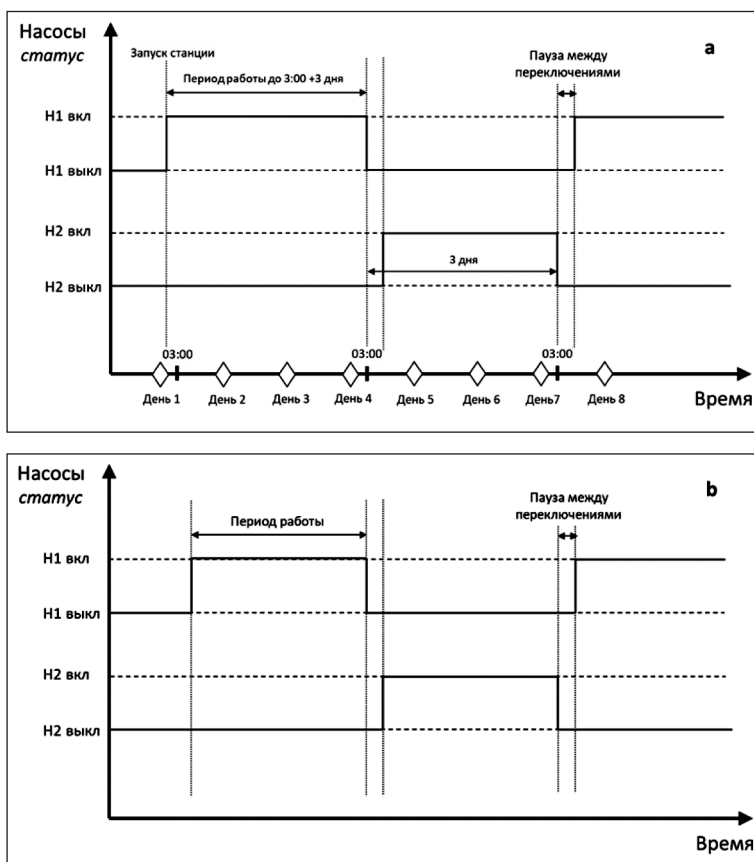 Насосы
статус
a
Запуск станции
Пауза между
переключениями
Период работы до 3:00 +3 дня
Н1 вкл
Н1 выкл
Н2 вкл
3 дня
Н2 выкл
03:00
03:00
03:00
День 1
День 2
День 3
День 4
День 5
День 6
День7
День 8
Время
Насосы
статус
b
Пауза между
переключениями
Период работы
Н1 вкл
Н1 выкл
Н2 вкл
Н2 выкл
Время